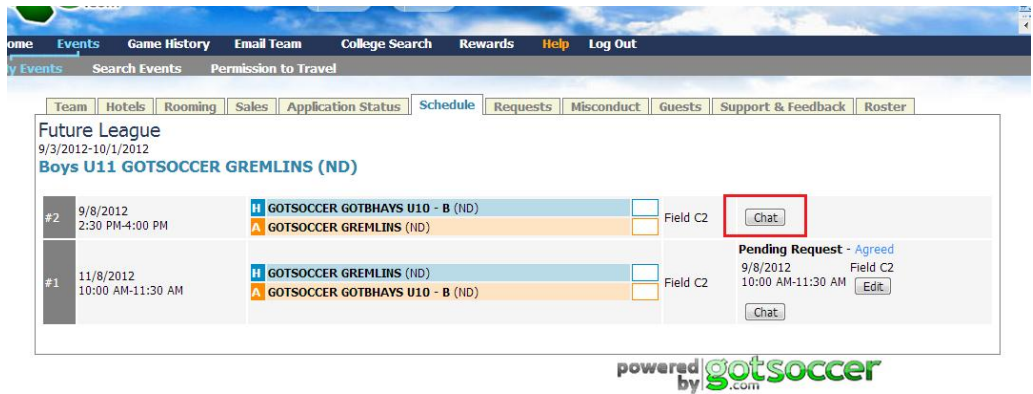 .com
ome Events Game History Email Team College Search Rewards Help Log Out
y Events Search Events Permission to Travel
Team Hotels Rooming Sales Application Status Schedule Requests Misconduct Guests Support & Feedback Roster
Future League
9/3/2012-10/1/2012
Boys U11 GOTSOCCER GREMLINS (ND)
#2
9/8/2012
2:30 PM-4:00 PM
H GOTSOCCER GOTBHAYS U10 - B (ND)
A GOTSOCCER GREMLINS (ND)
Field C2
Chat
#1
11/8/2012
10:00 AM-11:30 AM
H GOTSOCCER GREMLINS (ND)
A GOTSOCCER GOTBHAYS U10 - B (ND)
Field C2
Pending Request - Agreed
9/8/2012 Field C2
10:00 AM-11:30 AM Edit
Chat
powered by gotsoccer
.com